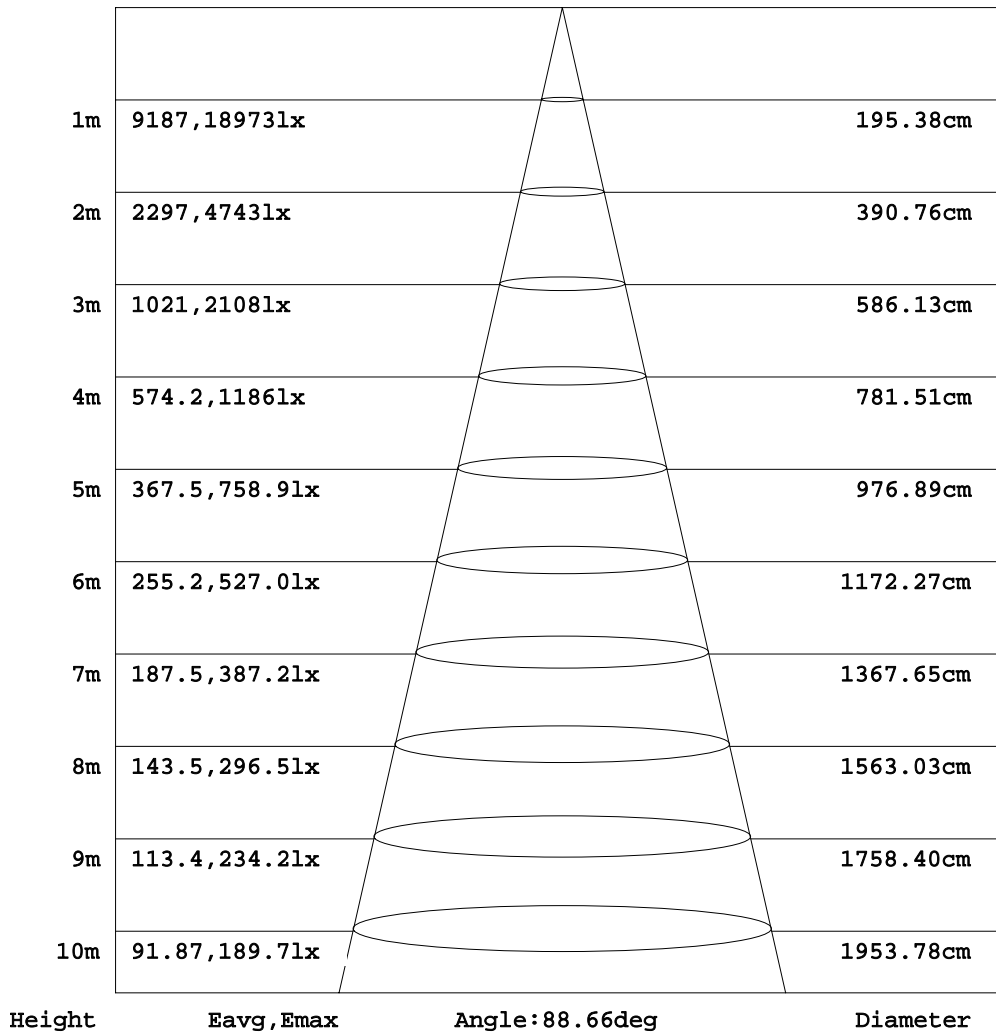 1m 9187,18973lx 195.38cm
2m 2297,4743lx 390.76cm
3m 1021,2108lx 586.13cm
4m 574.2,1186lx 781.51cm
5m 367.5,758.9lx 976.89cm
6m 255.2,527.0lx 1172.27cm
7m 187.5,387.2lx 1367.65cm
8m 143.5,296.5lx 1563.03cm
9m 113.4,234.2lx 1758.40cm
10m 91.87,189.7lx 1953.78cm
Height Eavg,Emax Angle:88.66deg Diameter